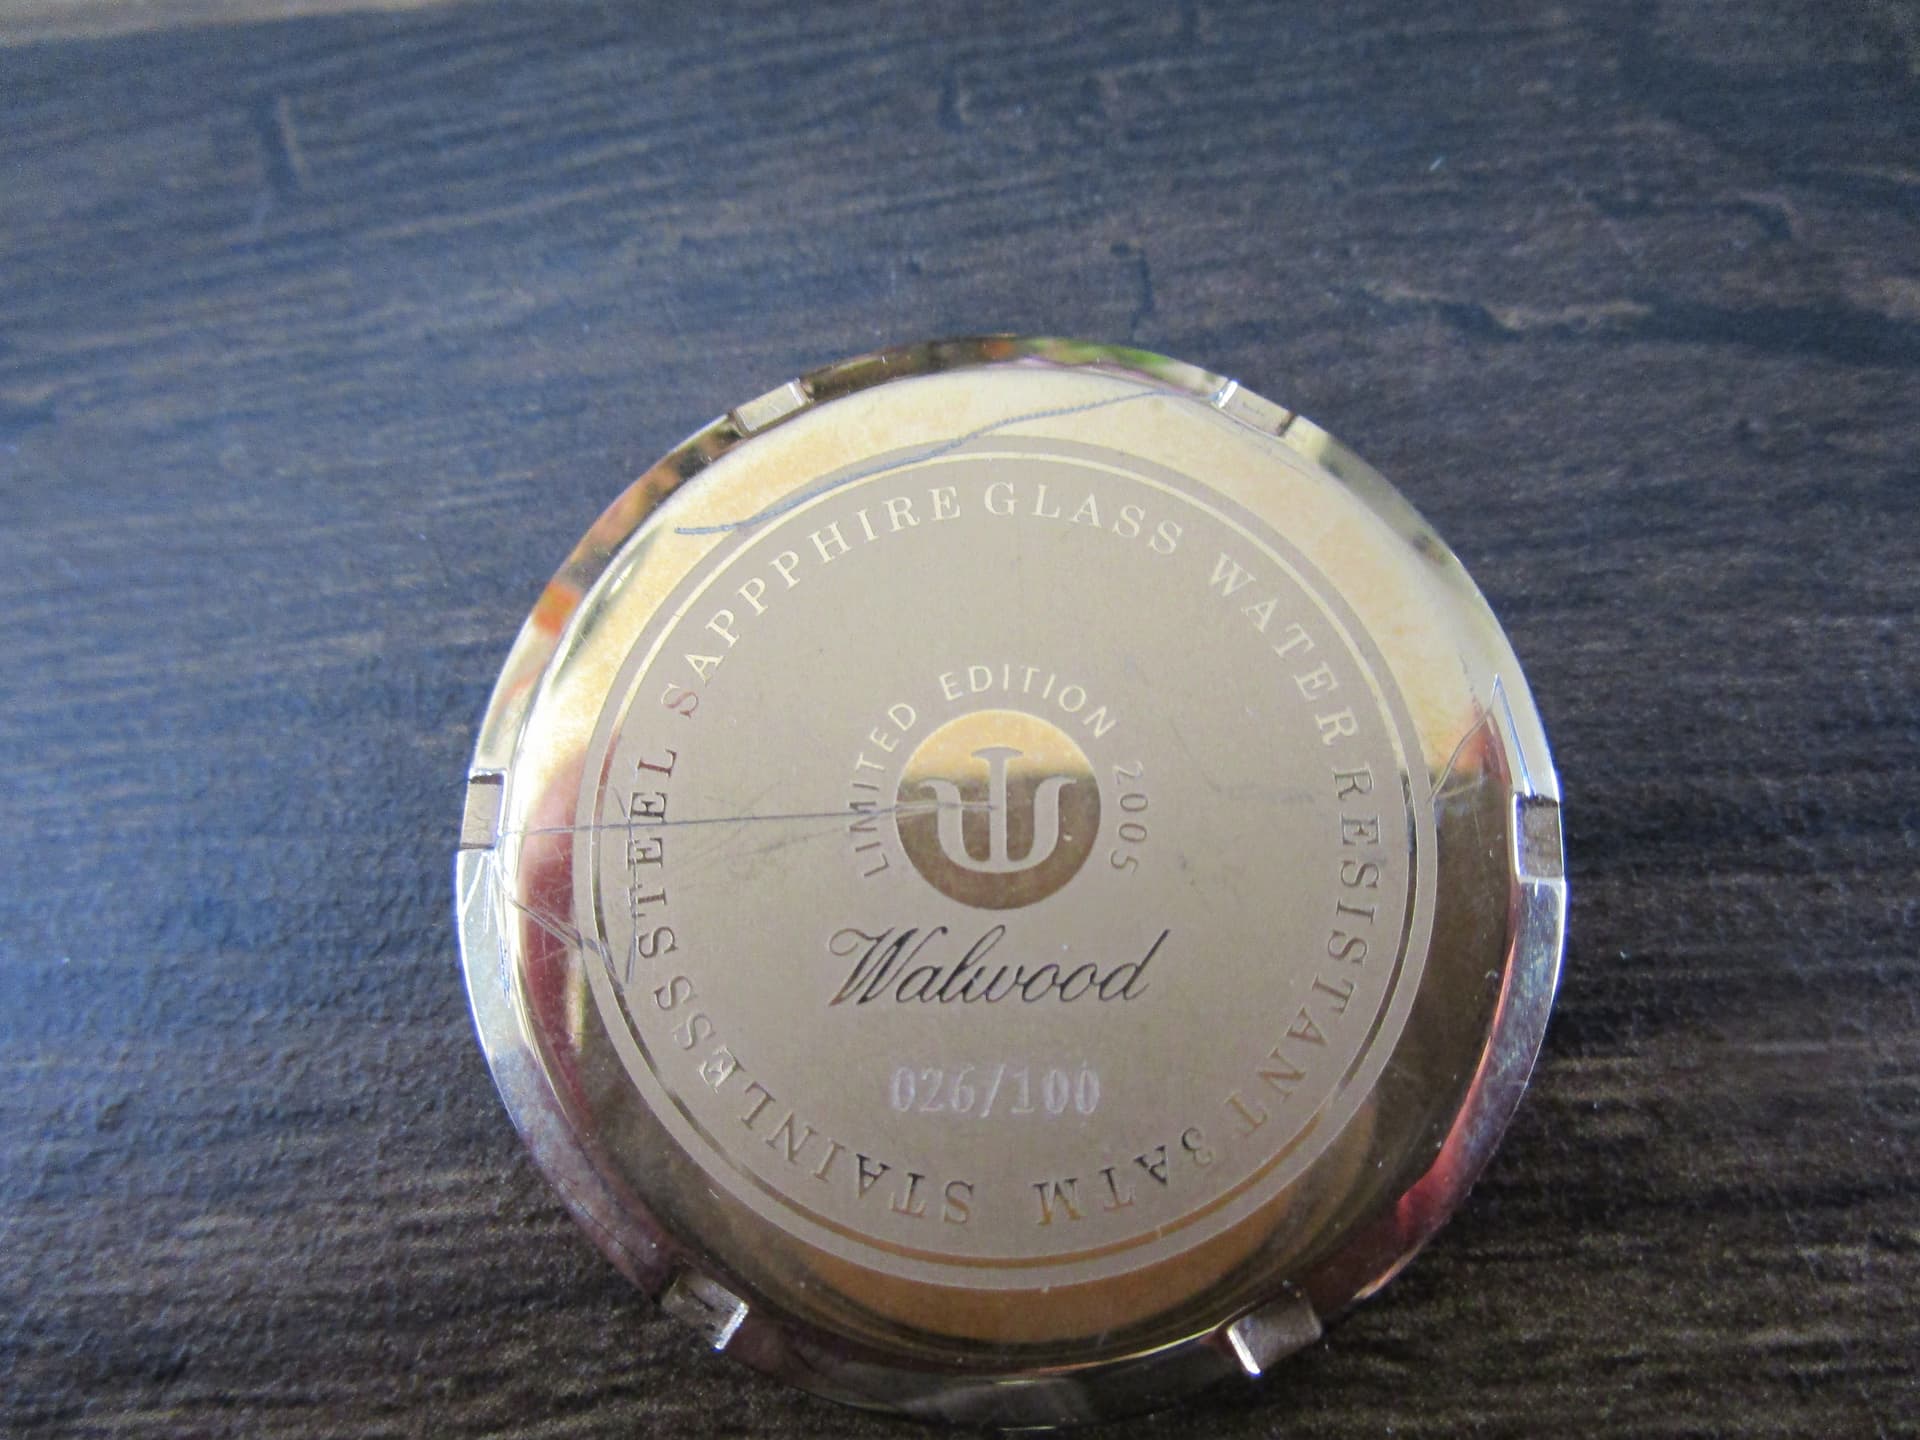 SAPPPHIRE GLASS WATER RESISTANT 3ATM STAINLESS STEEL
LIMITED EDITION 2005
Walwood
026/100